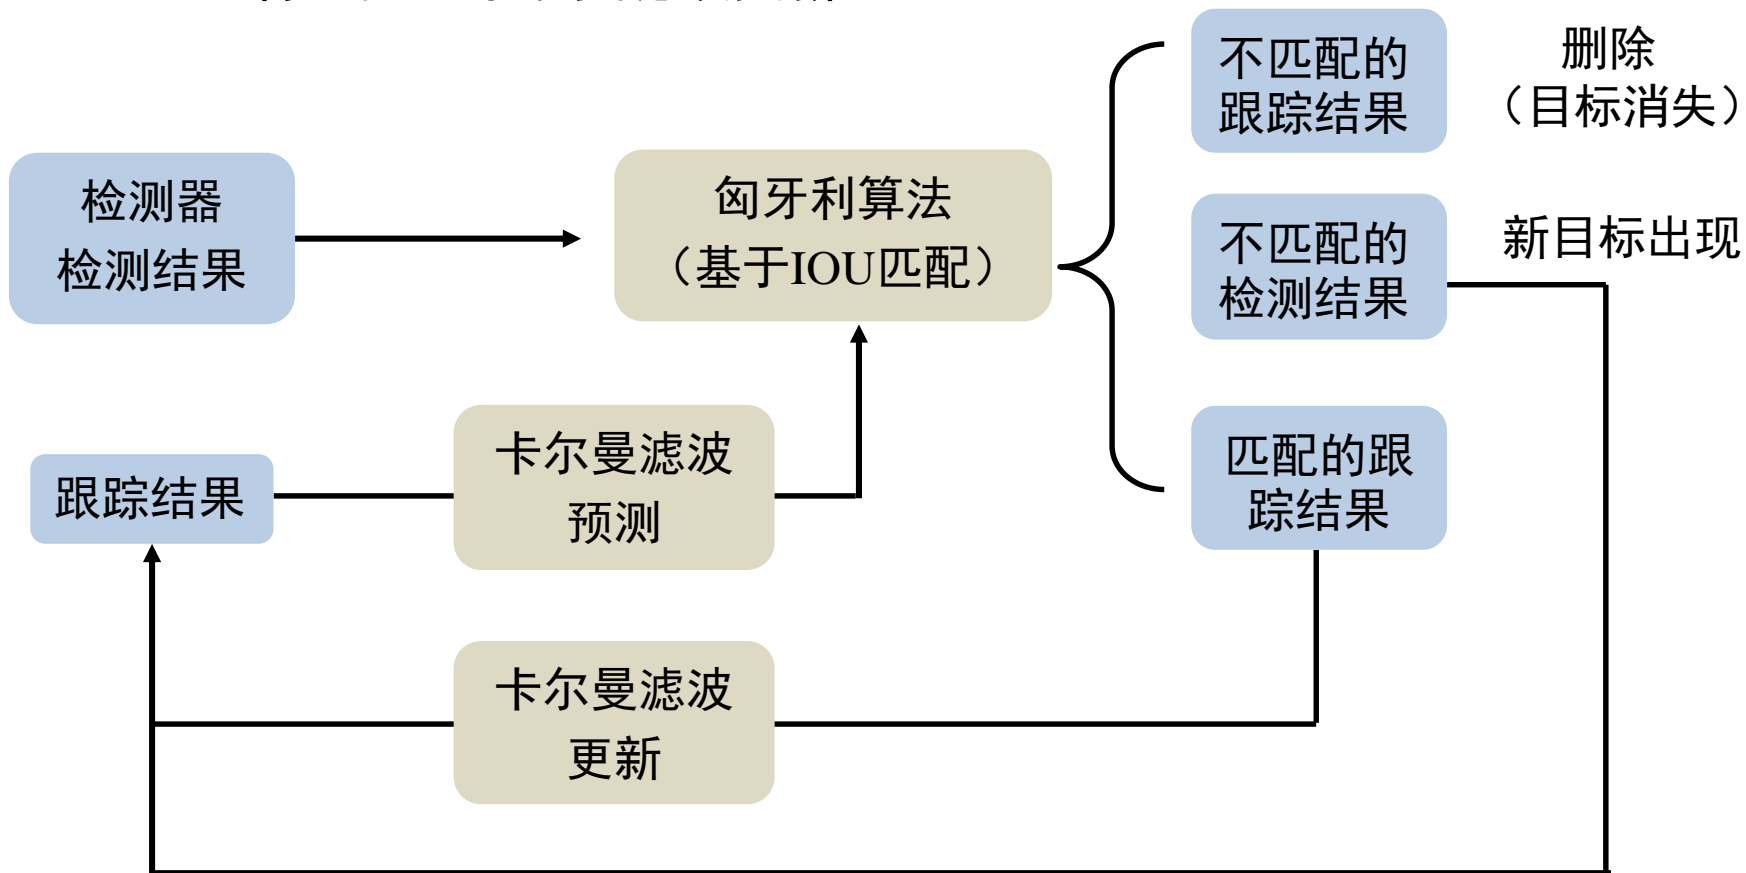 检测器
检测结果
匈牙利算法
（基于IOU匹配）
不匹配的
跟踪结果
删除
（目标消失）
不匹配的
检测结果
新目标出现
匹配的跟
踪结果
跟踪结果
卡尔曼滤波
预测
卡尔曼滤波
更新